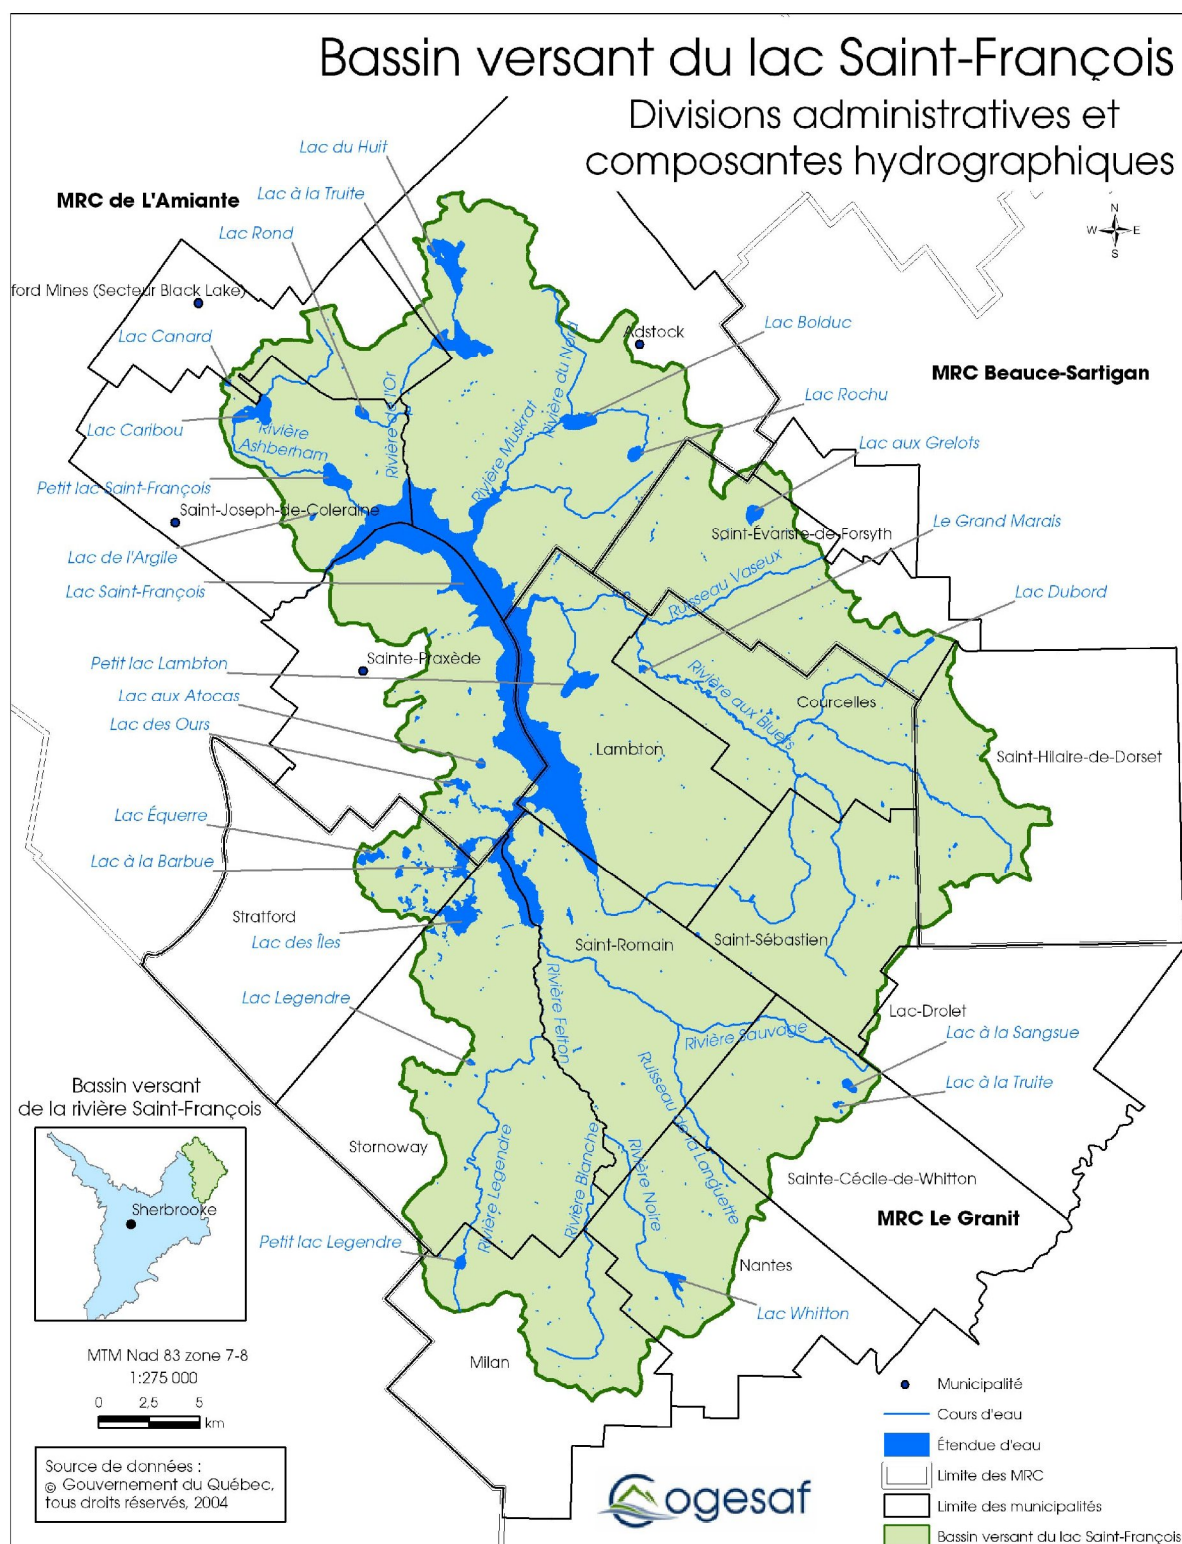 Bassin versant du lac Saint-François
Divisions administratives et
composantes hydrographiques
Lac du Huit
MRC de L'Amiante
Lac à la Truite
Lac Rond
N
W E
S
ford Mines (Secteur Black Lake)
Lac Canard
Adstock
Lac Bolduc
MRC Beauce-Sartigan
Lac Rochu
Lac Caribou
Rivière
Ashberham
Rivière de l'Or
Rivière Muskrat
Rivière du Nord
Lac aux Grelots
Petit lac Saint-François
Saint-Joseph-de-Coleraine
Le Grand Marais
Saint-Évariste-de-Forsyth
Lac de l'Argile
Lac Saint-François
Ruisseau Vaseux
Lac Dubord
Petit lac Lambton
Sainte-Praxède
Lac aux Atocas
Lac des Ours
Rivière aux Bluets
Courcelles
Lambton
Saint-Hilaire-de-Dorset
Lac Équerre
Lac à la Barbue
Stratford
Lac des Îles
Saint-Romain
Saint-Sébastien
Lac Legendre
Rivière Felton
Lac-Drolet
Rivière Sauvage
Lac à la Sangsue
Lac à la Truite
Ruisseau de la Languette
Bassin versant
de la rivière Saint-François
Sherbrooke
Stornoway
Rivière Legendre
Rivière Blanche
Rivière Noire
Sainte-Cécile-de-Whitton
MRC Le Granit
Petit lac Legendre
Nantes
Lac Whitton
Milan
MTM Nad 83 zone 7-8
1:275 000
0 2,5 5
km
Source de données :
© Gouvernement du Québec,
tous droits réservés, 2004
Cogesaf
Municipalité
Cours d'eau
Étendue d'eau
Limite des MRC
Limite des municipalités
Bassin versant du lac Saint-François